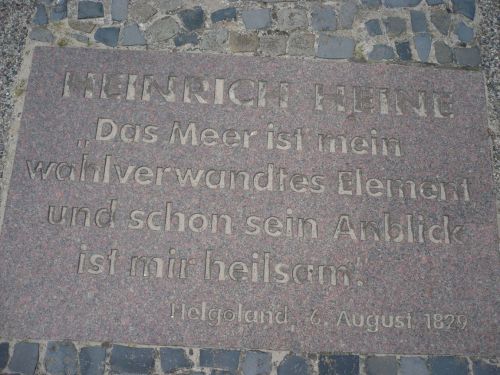 HEINRICH HEINE
„Das Meer ist mein
wahlverwandtes Element
und schon sein Anblick
ist mir heilsam".
Helgoland, 6. August 1829